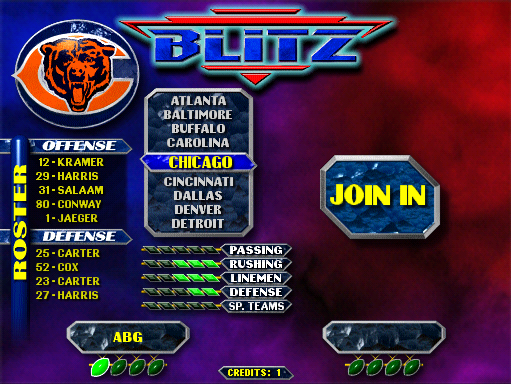 BLITZ
ATLANTA
BALTIMORE
BUFFALO
CAROLINA
CHICAGO
CINCINNATI
DALLAS
DENVER
DETROIT
ROSTER
OFFENSE
12 - KRAMER
29 - HARRIS
31 - SALAAM
80 - CONWAY
1 - JAEGER
DEFENSE
25 - CARTER
52 - COX
23 - CARTER
27 - HARRIS
PASSING
RUSHING
LINEMEN
DEFENSE
SP. TEAMS
JOIN IN
ABG
CREDITS: 1